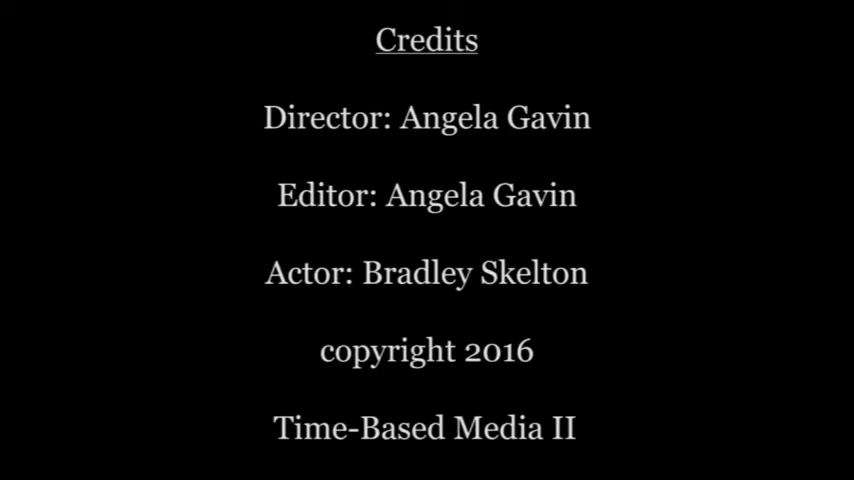 Credits
Director: Angela Gavin
Editor: Angela Gavin
Actor: Bradley Skelton
copyright 2016
Time-Based Media II